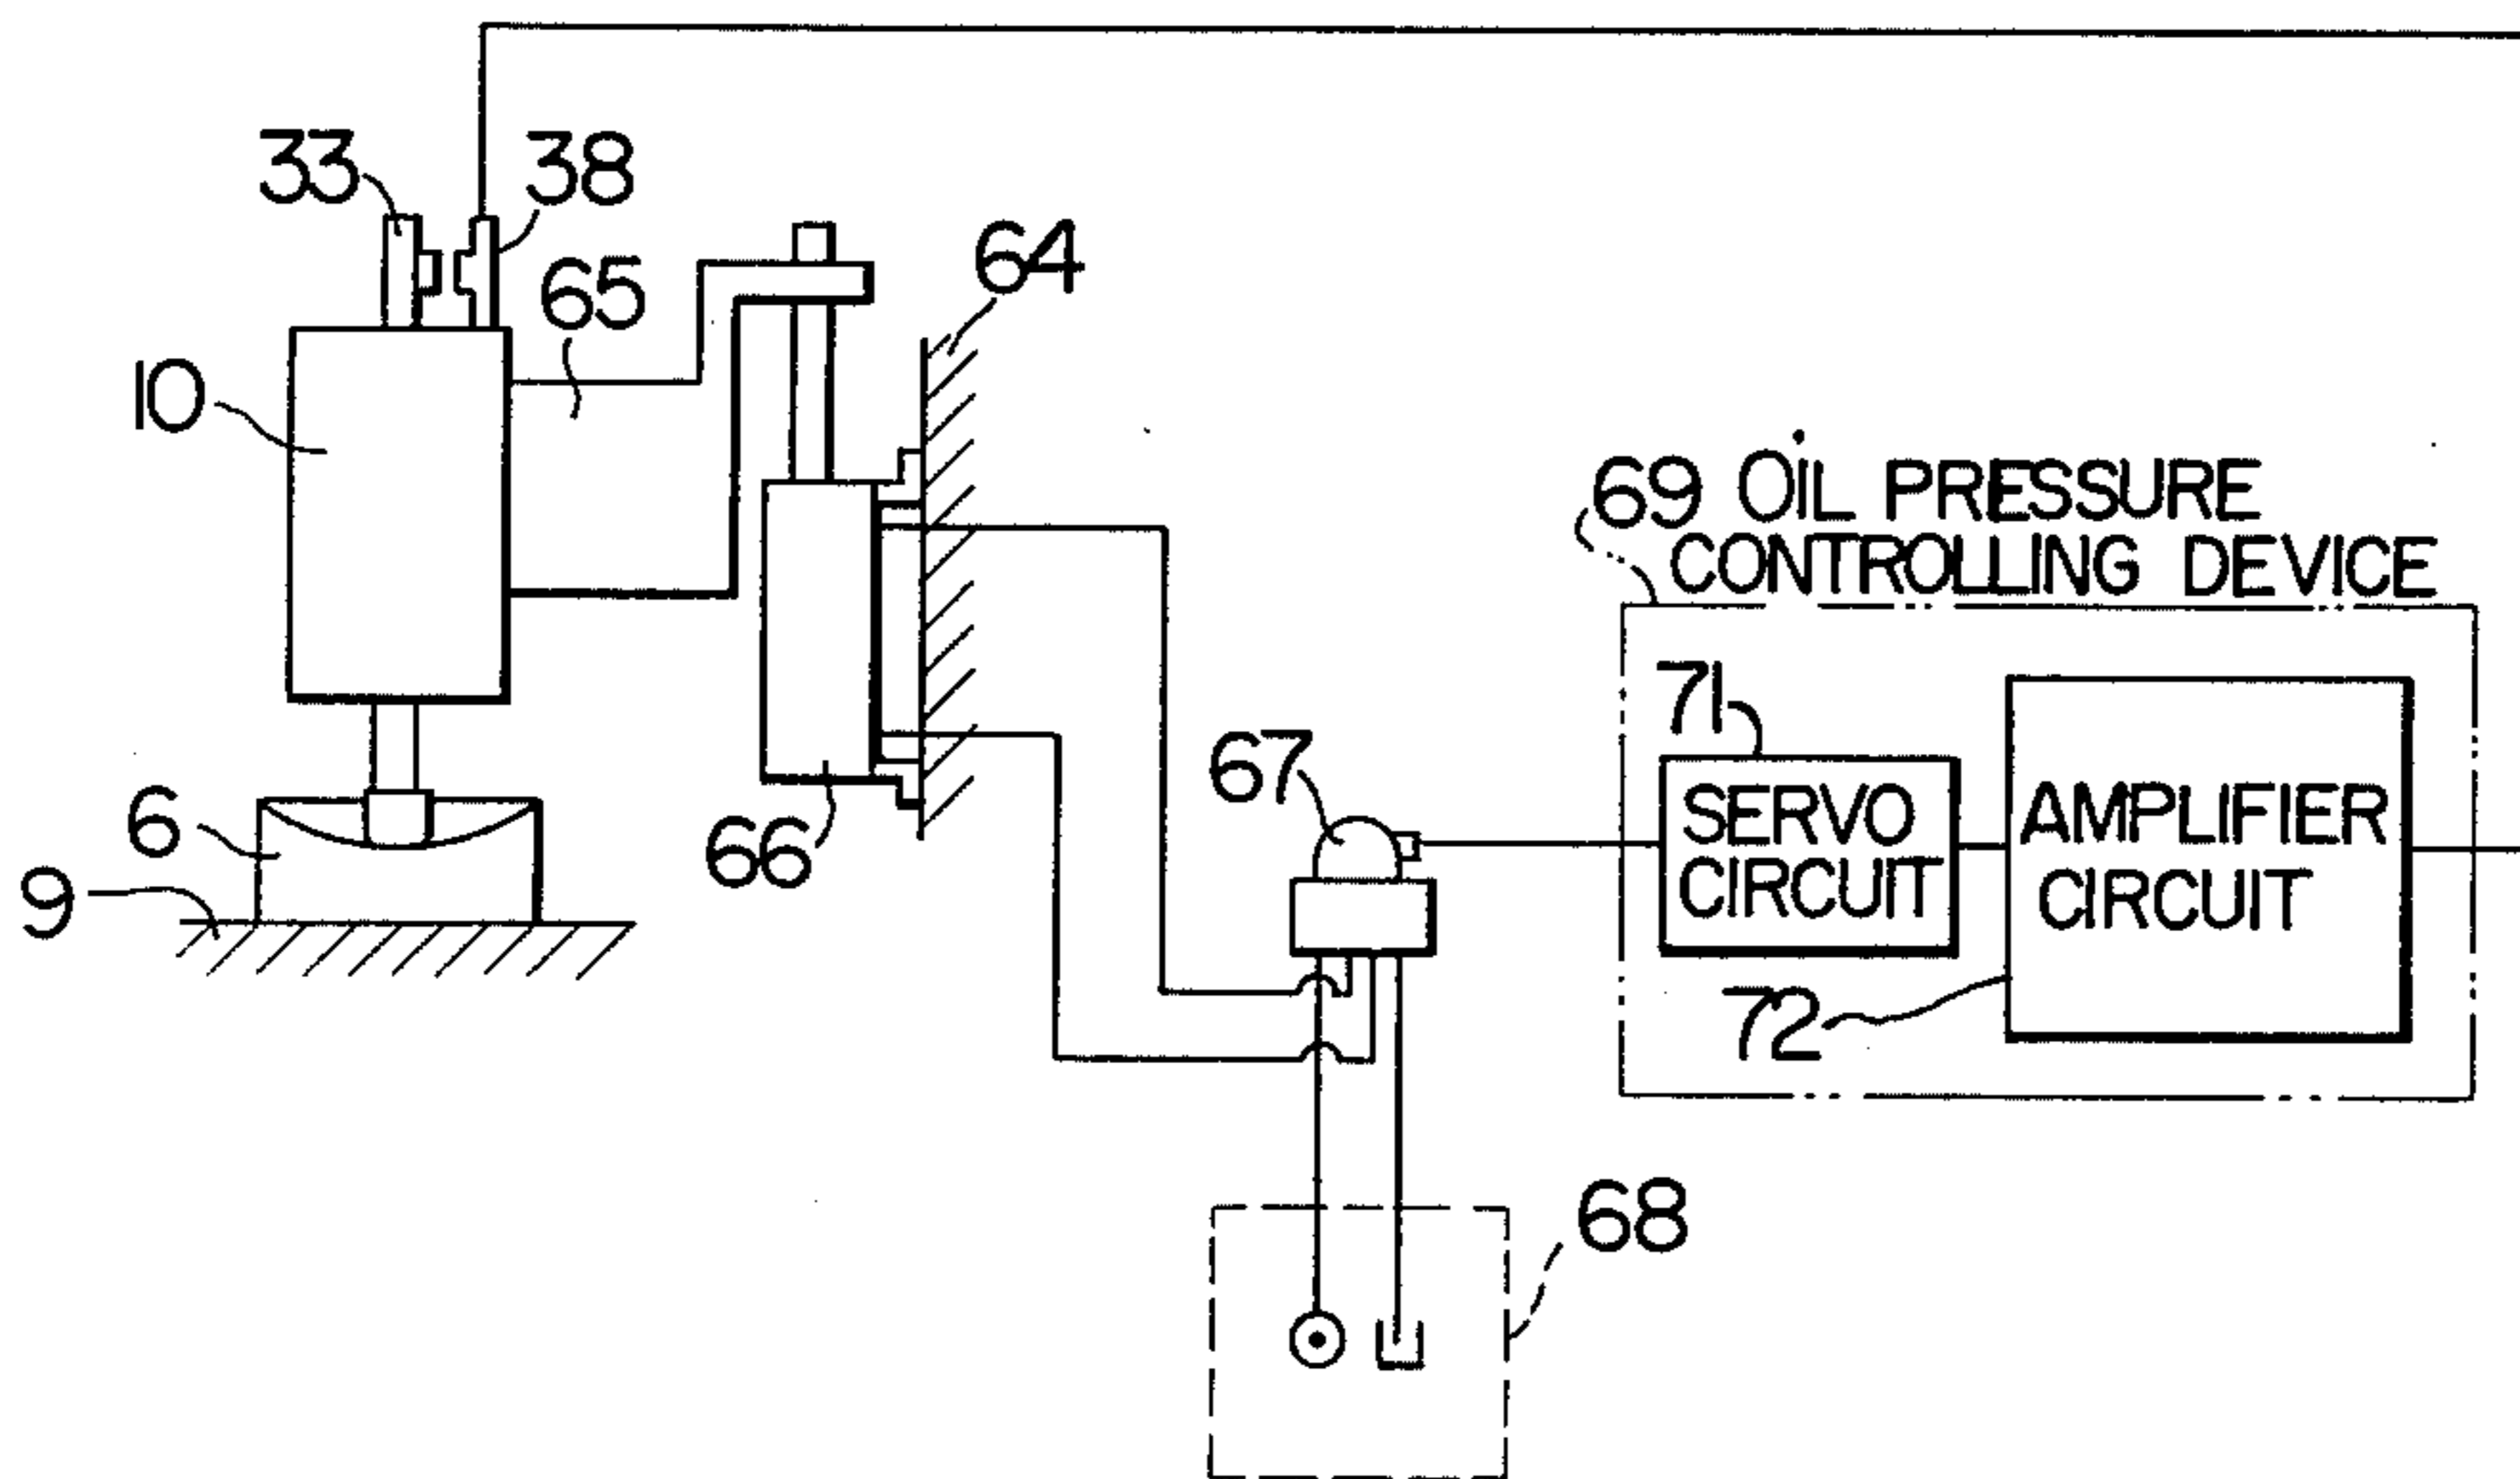 33
38
65
64
10
69 OIL PRESSURE
CONTROLLING DEVICE
71
67
6
SERVO
CIRCUIT
AMPLIFIER
CIRCUIT
66
9
72
68